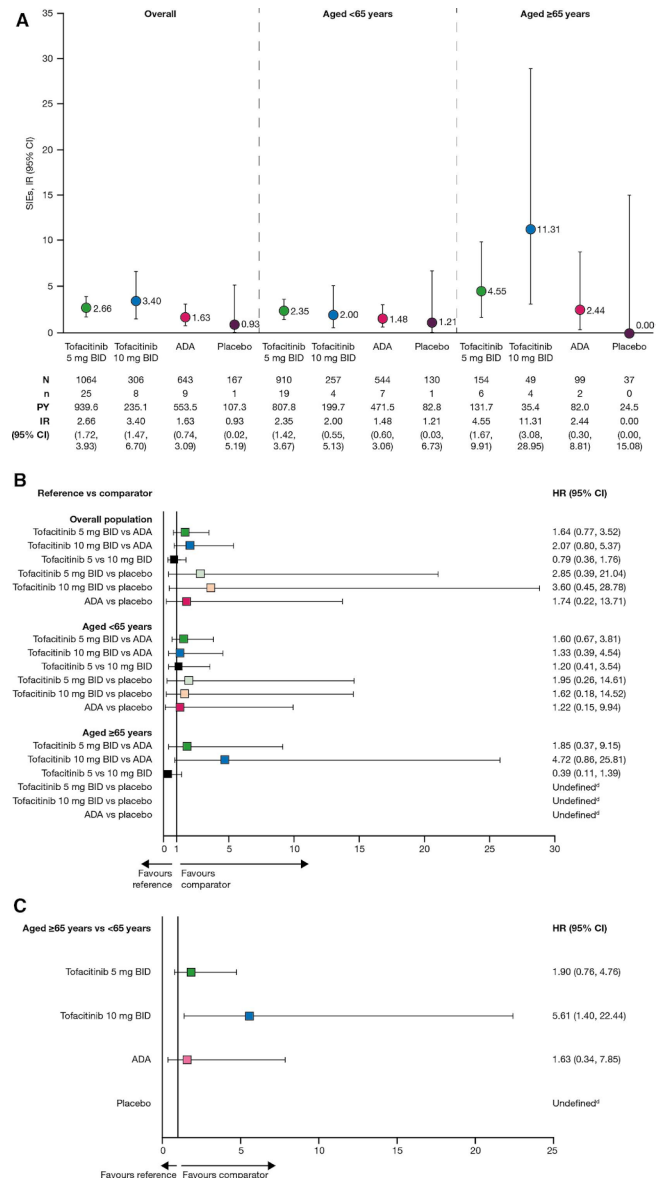 A
Overall
Aged <65 years
Aged ≥65 years
SIEs, IR (95% CI)
35
30
25
20
15
10
5
0
2.66
3.40
1.63
0.93
2.35
2.00
1.48
1.21
4.55
11.31
2.44
0.00
Tofacitinib 5 mg BID
Tofacitinib 10 mg BID
ADA
Placebo
Tofacitinib 5 mg BID
Tofacitinib 10 mg BID
ADA
Placebo
Tofacitinib 5 mg BID
Tofacitinib 10 mg BID
ADA
Placebo
N 1064 306 643 167 910 257 544 130 154 49 99 37
n 25 8 9 1 19 4 7 1 6 4 2 0
PY 939.6 235.1 553.5 107.3 807.8 199.7 471.5 82.8 131.7 35.4 82.0 24.5
IR 2.66 3.40 1.63 0.93 2.35 2.00 1.48 1.21 4.55 11.31 2.44 0.00
(95% CI) (1.72, (1.47, (0.74, (0.02, (1.42, (0.55, (0.60, (0.03, (1.67, (3.08, (0.30, (0.00,
3.93) 6.70) 3.09) 5.19) 3.67) 5.13) 3.06) 6.73) 9.91) 28.95) 8.81) 15.08)
B
Reference vs comparator HR (95% CI)
Overall population
Tofacitinib 5 mg BID vs ADA 1.64 (0.77, 3.52)
Tofacitinib 10 mg BID vs ADA 2.07 (0.80, 5.37)
Tofacitinib 5 vs 10 mg BID 0.79 (0.36, 1.76)
Tofacitinib 5 mg BID vs placebo 2.85 (0.39, 21.04)
Tofacitinib 10 mg BID vs placebo 3.60 (0.45, 28.78)
ADA vs placebo 1.74 (0.22, 13.71)
Aged <65 years
Tofacitinib 5 mg BID vs ADA 1.60 (0.67, 3.81)
Tofacitinib 10 mg BID vs ADA 1.33 (0.39, 4.54)
Tofacitinib 5 vs 10 mg BID 1.20 (0.41, 3.54)
Tofacitinib 5 mg BID vs placebo 1.95 (0.26, 14.61)
Tofacitinib 10 mg BID vs placebo 1.62 (0.18, 14.52)
ADA vs placebo 1.22 (0.15, 9.94)
Aged ≥65 years
Tofacitinib 5 mg BID vs ADA 1.85 (0.37, 9.15)
Tofacitinib 10 mg BID vs ADA 4.72 (0.86, 25.81)
Tofacitinib 5 vs 10 mg BID 0.39 (0.11, 1.39)
Tofacitinib 5 mg BID vs placebo Undefinedᵈ
Tofacitinib 10 mg BID vs placebo Undefinedᵈ
ADA vs placebo Undefinedᵈ
0 1 5 10 15 20 25 30
Favours reference
Favours comparator
C
Aged ≥65 years vs <65 years HR (95% CI)
Tofacitinib 5 mg BID 1.90 (0.76, 4.76)
Tofacitinib 10 mg BID 5.61 (1.40, 22.44)
ADA 1.63 (0.34, 7.85)
Placebo Undefinedᵈ
0 1 5 10 15 20 25
Favours reference Favours comparator